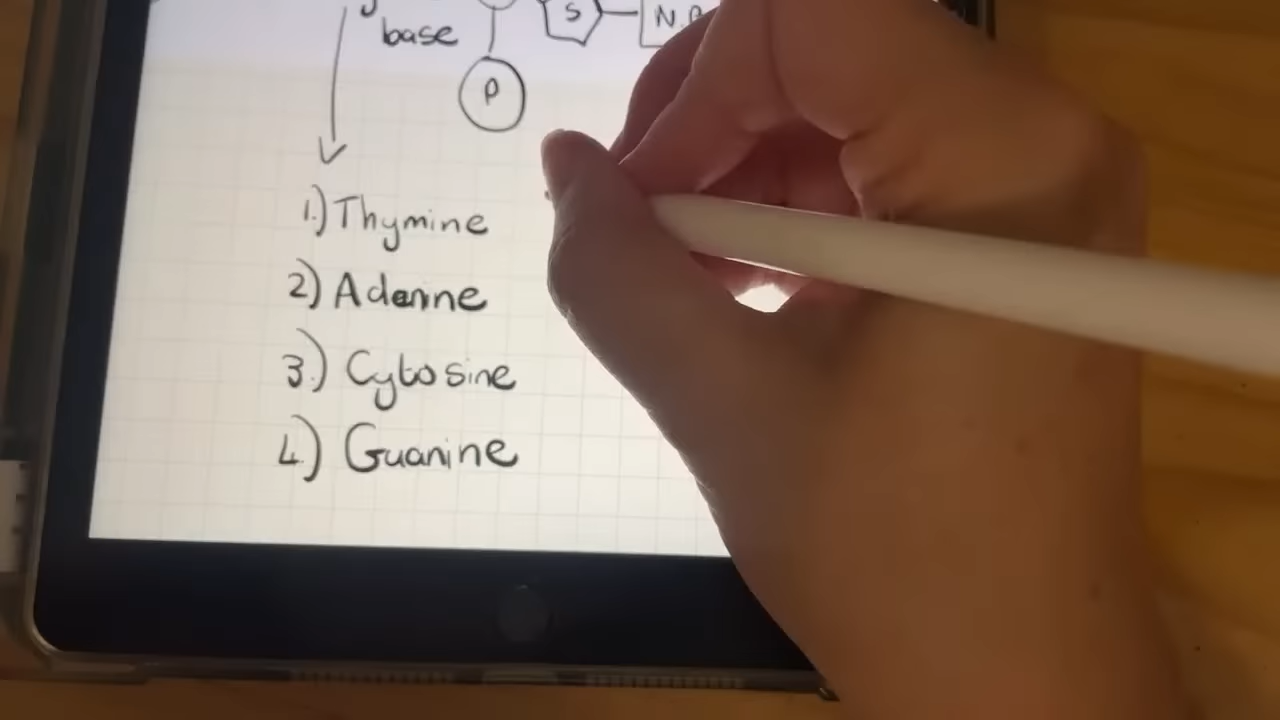 base
S
N.B
P
1.) Thymine
2) Adenine
3.) Cytosine
4.) Guanine